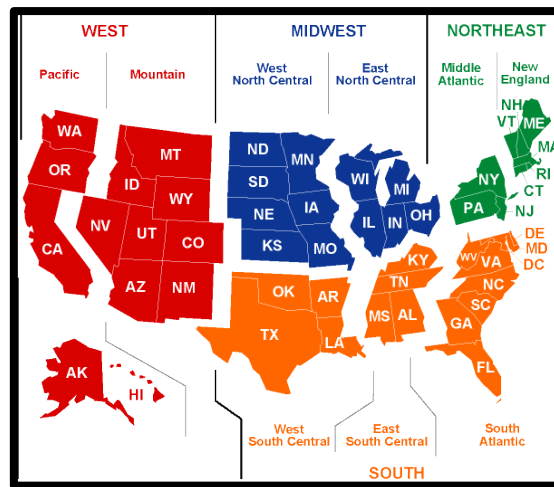 WEST
MIDWEST
NORTHEAST
Pacific
Mountain
West
North Central
East
North Central
Middle
Atlantic
New
England
WA
OR
CA
NV
ID
MT
WY
UT
CO
AZ
NM
AK
HI
ND
SD
NE
KS
MN
IA
MO
WI
IL
MI
IN
OH
NH
VT
ME
MA
RI
CT
NY
PA
NJ
OK
TX
AR
LA
KY
TN
MS
AL
DE
MD
DC
WV
VA
NC
SC
GA
FL
West
South Central
East
South Central
South
Atlantic
SOUTH